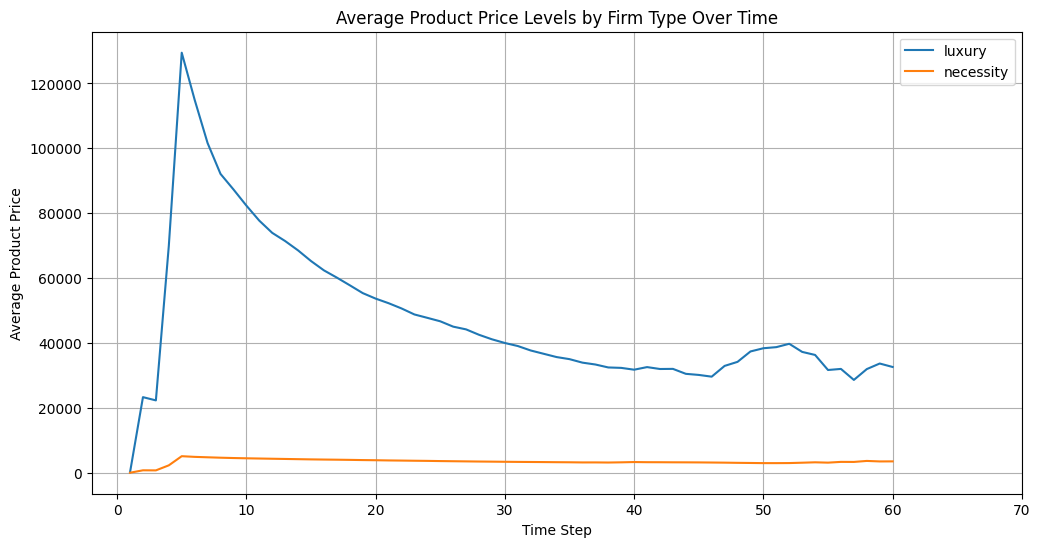 Average Product Price Levels by Firm Type Over Time
luxury
necessity
Average Product Price
120000
100000
80000
60000
40000
20000
0
0 10 20 30 40 50 60 70
Time Step